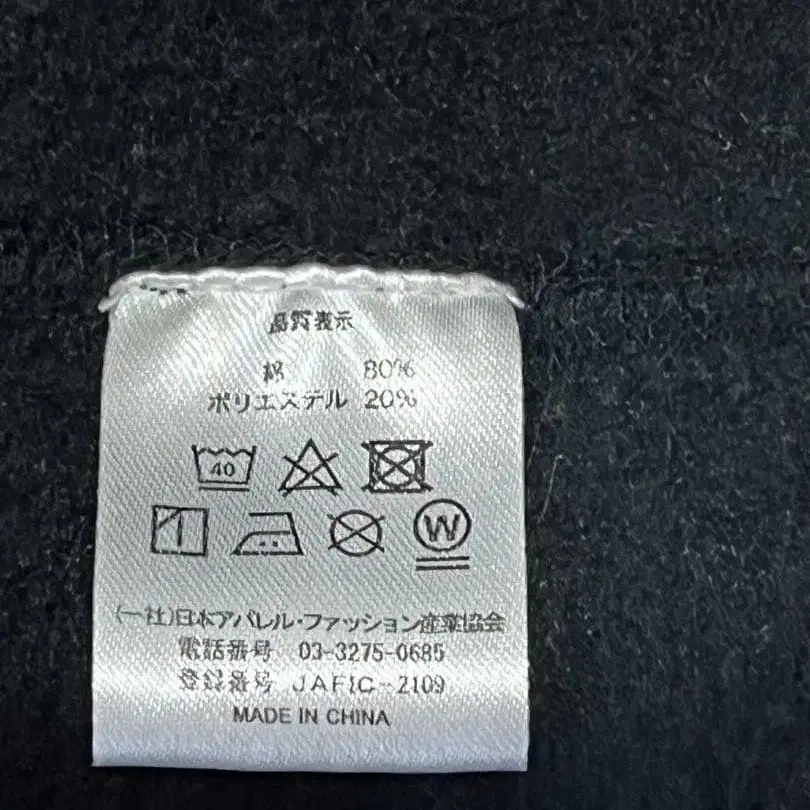 品質表示
綿 80%
ポリエステル 20%
40
W
(一社)日本アパレル・ファッション産業協会
電話番号 03-3275-0685
登録番号 JAFIC-2109
MADE IN CHINA